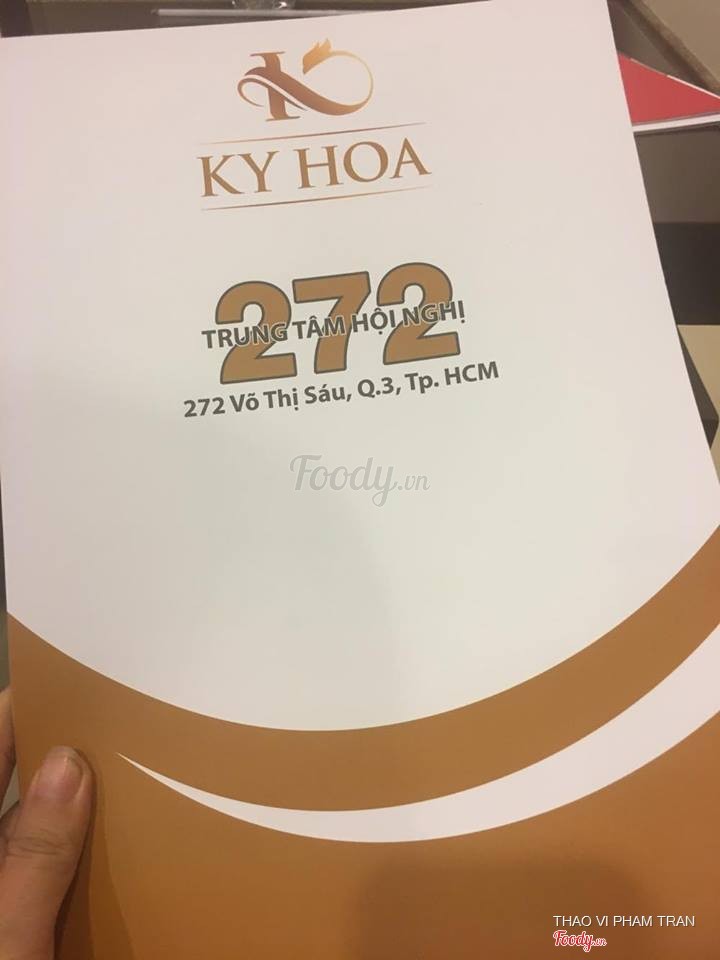 KY HOA
272
TRUNG TÂM HỘI NGHỊ
272 Võ Thị Sáu, Q.3, Tp. HCM
Foody.vn
THAO VI PHAM TRAN
Foody.vn